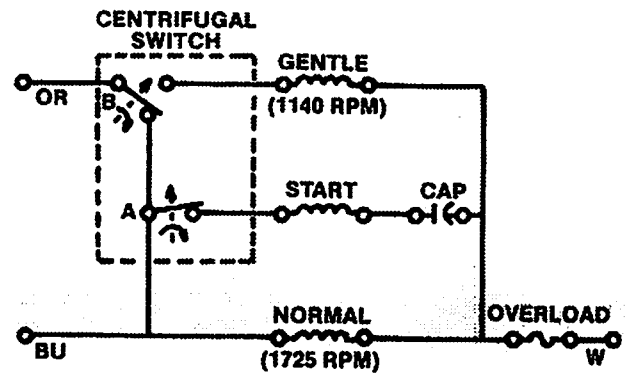 CENTRIFUGAL
SWITCH
GENTLE
OR
B
(1140 RPM)
START
CAP
A
NORMAL
OVERLOAD
BU
(1725 RPM)
W